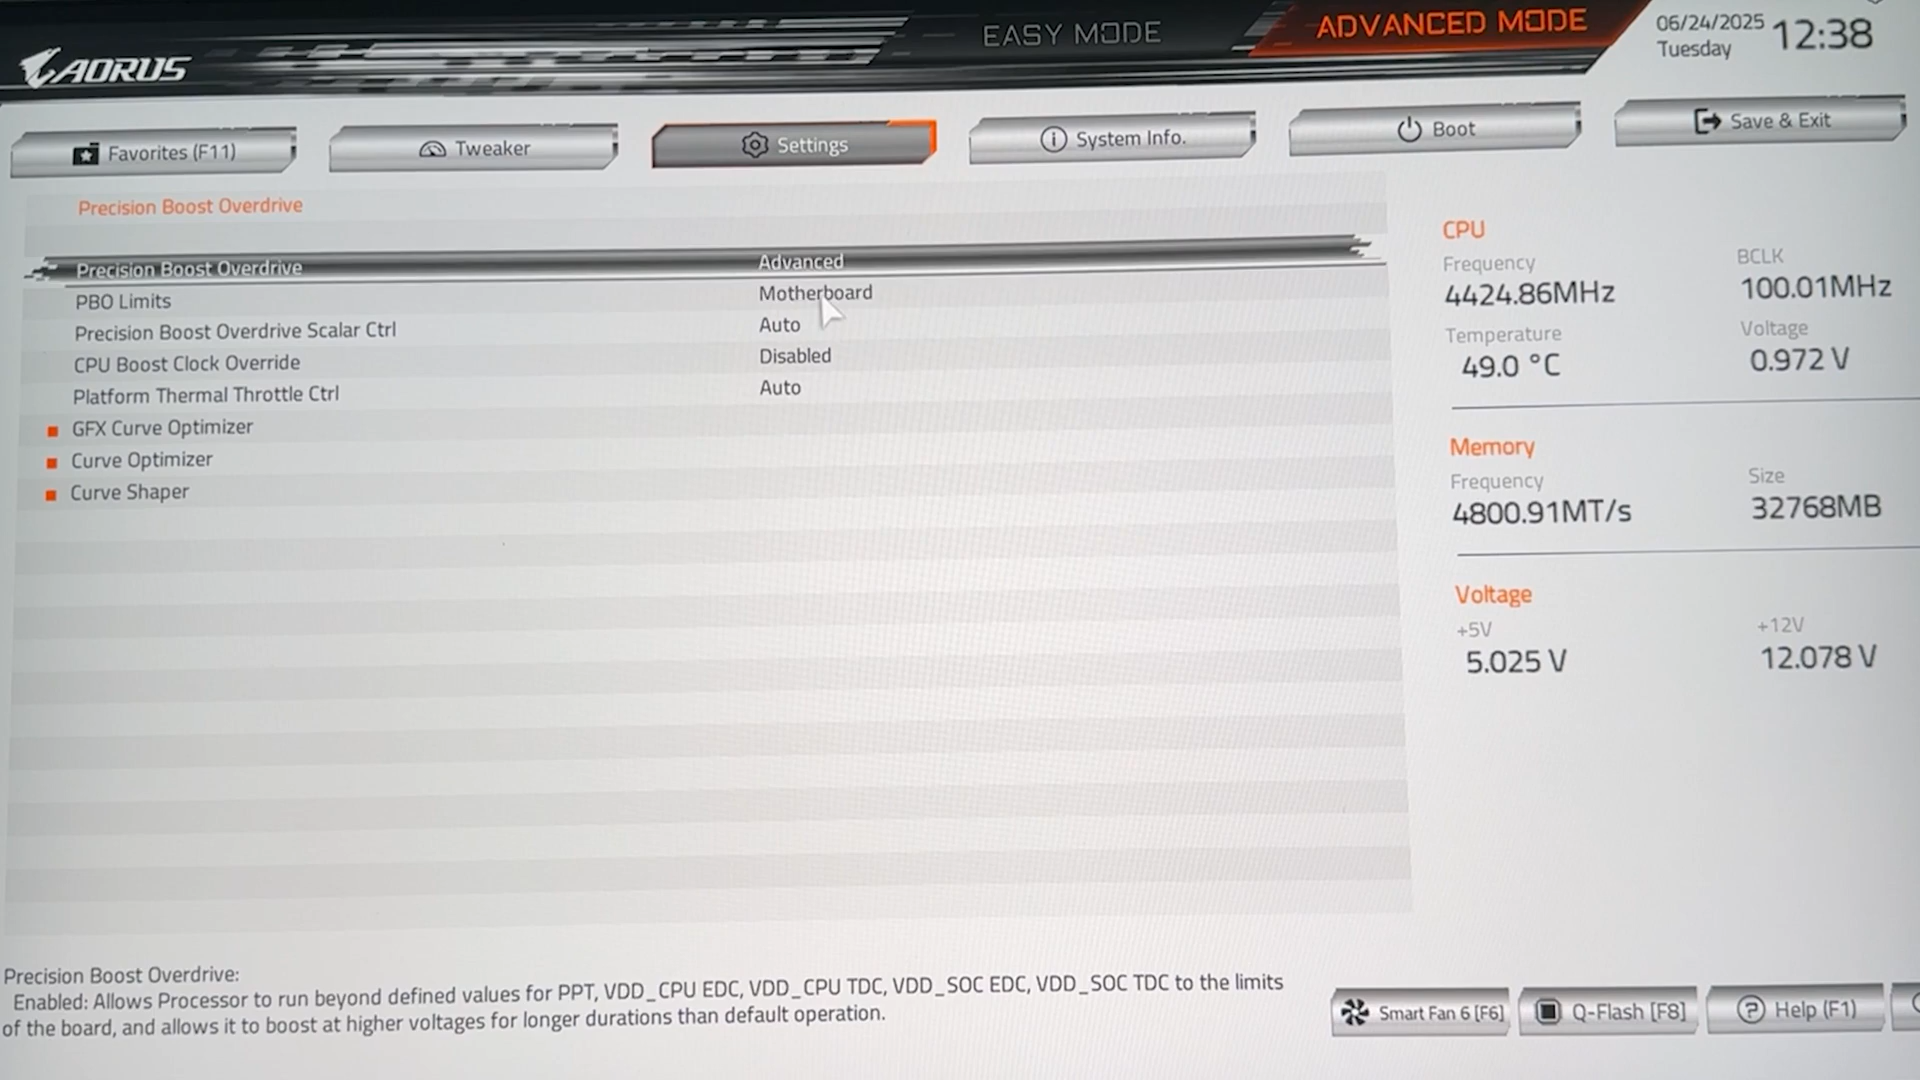 AORUS
EASY MODE
ADVANCED MODE
06/24/2025
Tuesday
12:38
Favorites (F11)
Tweaker
Settings
System Info.
Boot
Save & Exit
Precision Boost Overdrive
Precision Boost Overdrive Advanced
PBO Limits Motherboard
Precision Boost Overdrive Scalar Ctrl Auto
CPU Boost Clock Override Disabled
Platform Thermal Throttle Ctrl Auto
GFX Curve Optimizer
Curve Optimizer
Curve Shaper
CPU
Frequency BCLK
4424.86MHz 100.01MHz
Temperature Voltage
49.0 °C 0.972 V
Memory
Frequency Size
4800.91MT/s 32768MB
Voltage
+5V +12V
5.025 V 12.078 V
Precision Boost Overdrive:
Enabled: Allows Processor to run beyond defined values for PPT, VDD_CPU EDC, VDD_CPU TDC, VDD_SOC EDC, VDD_SOC TDC to the limits
of the board, and allows it to boost at higher voltages for longer durations than default operation.
Smart Fan 6 [F6]
Q-Flash [F8]
Help (F1)